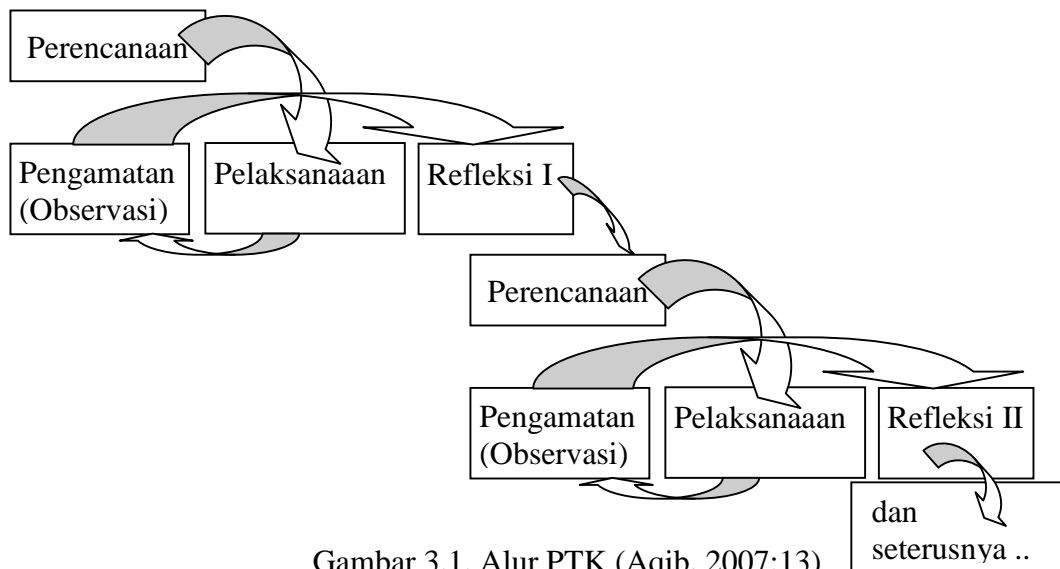 Perencanaan
Pengamatan
(Observasi)
Pelaksanaaan
Refleksi I
Perencanaan
Pengamatan
(Observasi)
Pelaksanaaan
Refleksi II
dan
seterusnya ..
Gambar 3.1. Alur PTK (Aqib, 2007:13)